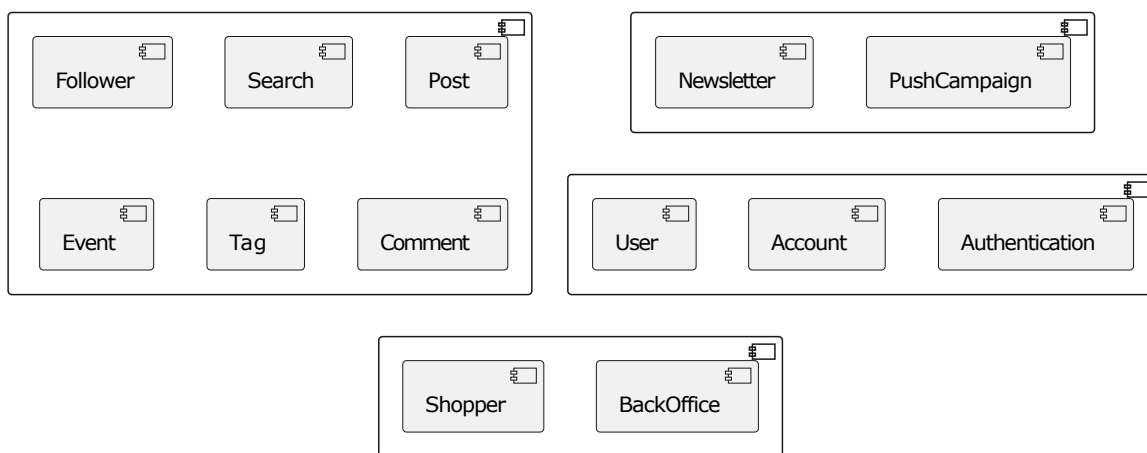 Follower
Search
Post
Event
Tag
Comment
Newsletter
PushCampaign
User
Account
Authentication
Shopper
BackOffice